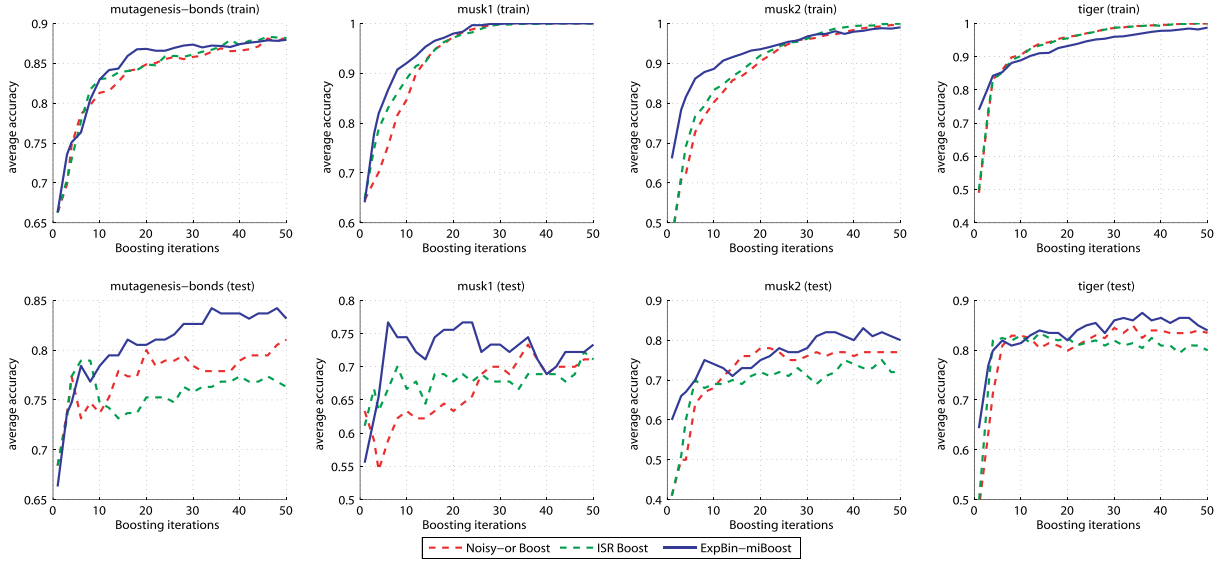 mutagenesis−bonds (train)
average accuracy
0.9
0.85
0.8
0.75
0.7
0.65
0 10 20 30 40 50
Boosting iterations
musk1 (train)
average accuracy
1
0.9
0.8
0.7
0.6
0 10 20 30 40 50
Boosting iterations
musk2 (train)
average accuracy
1
0.9
0.8
0.7
0.6
0.5
0 10 20 30 40 50
Boosting iterations
tiger (train)
average accuracy
1
0.9
0.8
0.7
0.6
0.5
0.4
0 10 20 30 40 50
Boosting iterations
mutagenesis−bonds (test)
average accuracy
0.85
0.8
0.75
0.7
0.65
0 10 20 30 40 50
Boosting iterations
musk1 (test)
average accuracy
0.8
0.75
0.7
0.65
0.6
0.55
0.5
0 10 20 30 40 50
Boosting iterations
musk2 (test)
average accuracy
0.9
0.8
0.7
0.6
0.5
0.4
0 10 20 30 40 50
Boosting iterations
tiger (test)
average accuracy
0.9
0.8
0.7
0.6
0.5
0 10 20 30 40 50
Boosting iterations
Noisy−or Boost ISR Boost ExpBin−miBoost